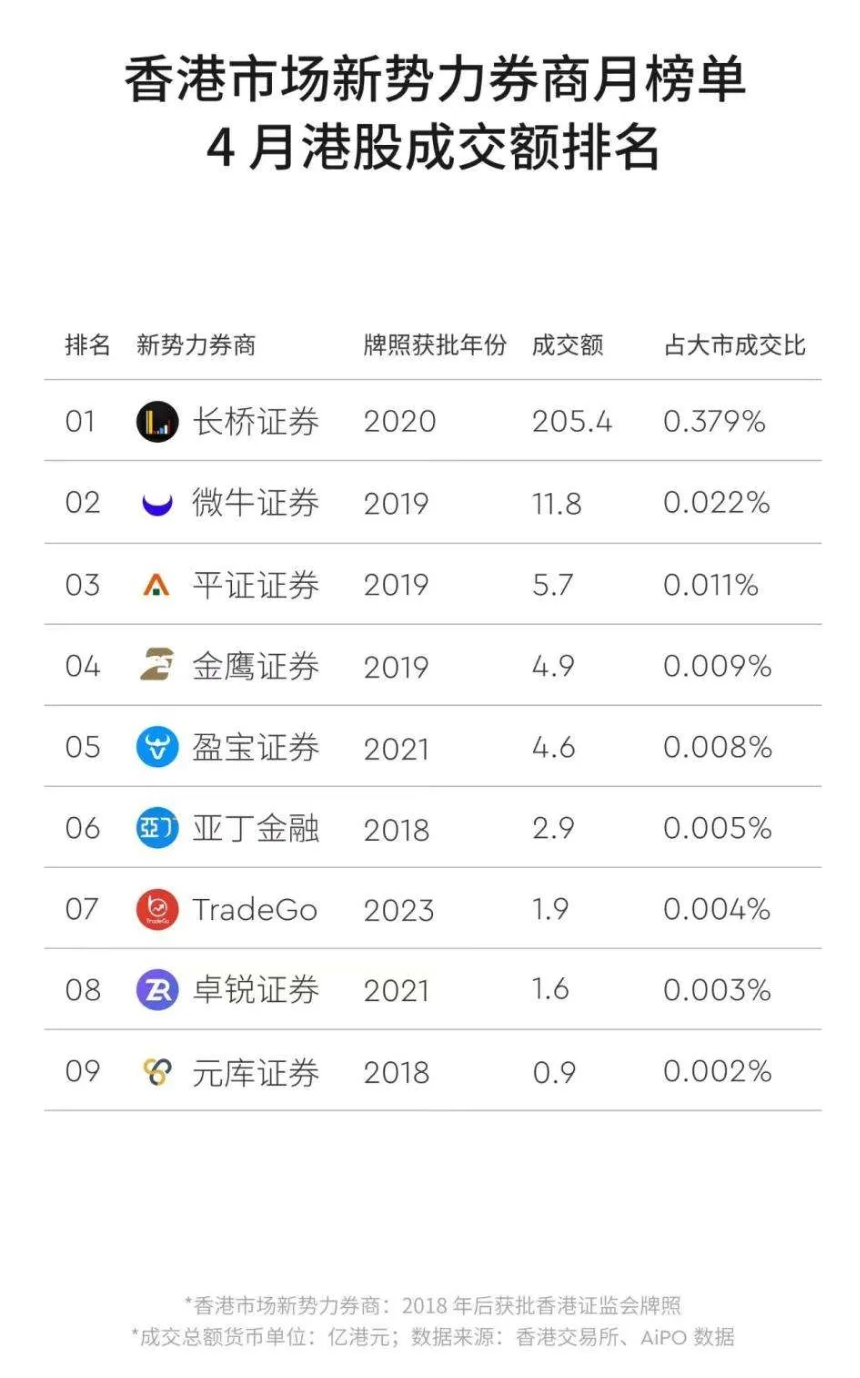 香港市场新势力券商月榜单
4 月港股成交额排名
排名 新势力券商 牌照获批年份 成交额 占大市成交比
01 长桥证券 2020 205.4 0.379%
02 微牛证券 2019 11.8 0.022%
03 平证证券 2019 5.7 0.011%
04 金鹰证券 2019 4.9 0.009%
05 盈宝证券 2021 4.6 0.008%
06 亞丁 亚丁金融 2018 2.9 0.005%
07 TradeGo TradeGo 2023 1.9 0.004%
08 ZR 卓锐证券 2021 1.6 0.003%
09 元库证券 2018 0.9 0.002%
*香港市场新势力券商：2018 年后获批香港证监会牌照
*成交总额货币单位：亿港元；数据来源：香港交易所、AiPO 数据